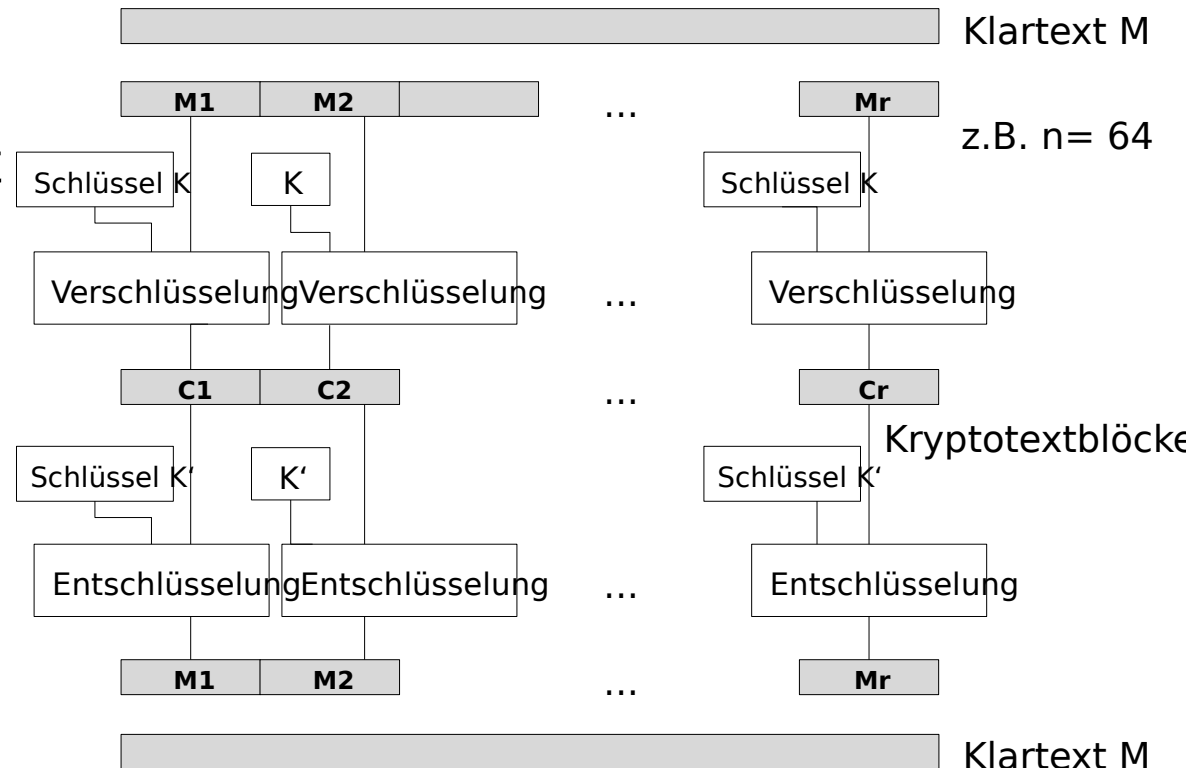 Klartext M
M1 M2 ... Mr
z.B. n= 64
Schlüssel K K Schlüssel K
Verschlüsselung Verschlüsselung ... Verschlüsselung
C1 C2 ... Cr
Kryptotextblöcke
Schlüssel K‘ K‘ Schlüssel K‘
Entschlüsselung Entschlüsselung ... Entschlüsselung
M1 M2 ... Mr
Klartext M